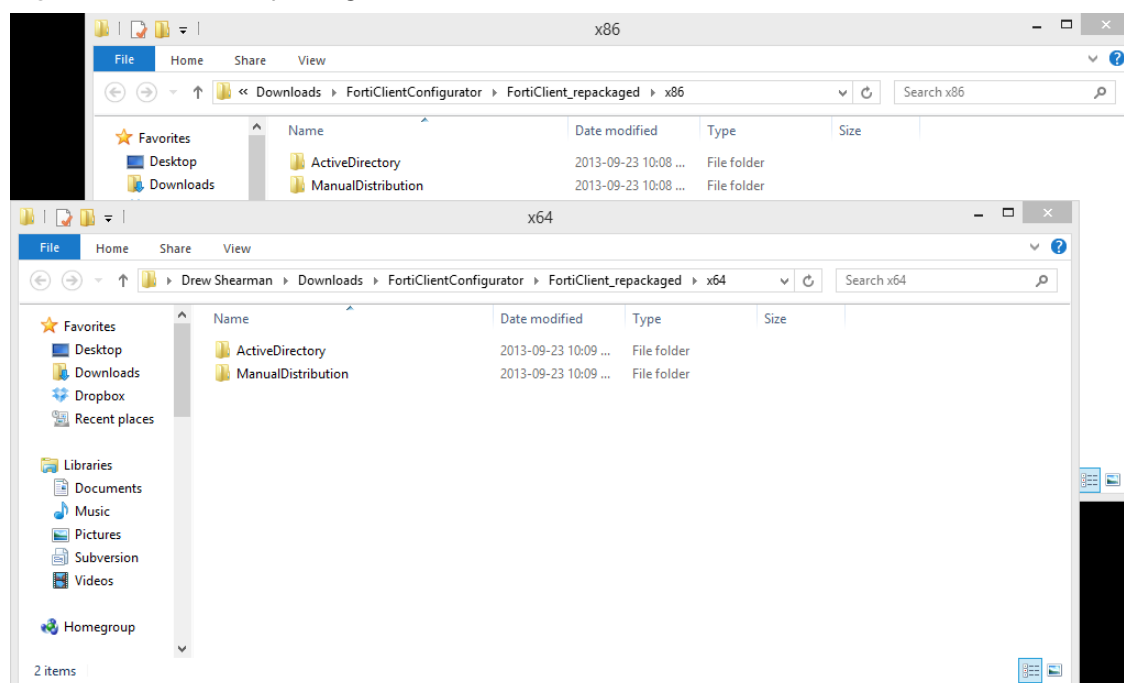 x86
File Home Share View
« Downloads FortiClientConfigurator FortiClient_repackaged x86 Search x86
Favorites Name Date modified Type Size
Desktop ActiveDirectory 2013-09-23 10:08 ... File folder
Downloads ManualDistribution 2013-09-23 10:08 ... File folder
x64
File Home Share View
Drew Shearman Downloads FortiClientConfigurator FortiClient_repackaged x64 Search x64
Favorites Name Date modified Type Size
Desktop ActiveDirectory 2013-09-23 10:09 ... File folder
Downloads ManualDistribution 2013-09-23 10:09 ... File folder
Dropbox
Recent places
Libraries
Documents
Music
Pictures
Subversion
Videos
Homegroup
2 items